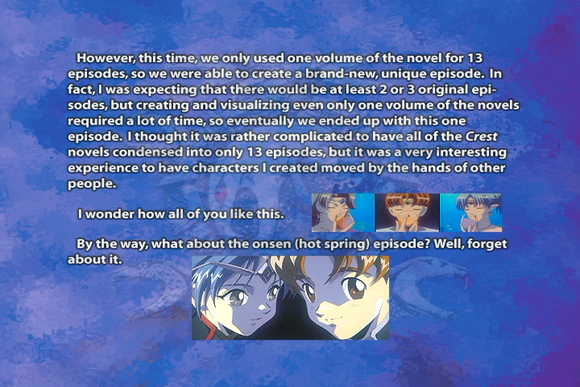 However, this time, we only used one volume of the novel for 13
episodes, so we were able to create a brand-new, unique episode. In
fact, I was expecting that there would be at least 2 or 3 original epi-
sodes, but creating and visualizing even only one volume of the novels
required a lot of time, so eventually we ended up with this one
episode. I thought it was rather complicated to have all of the Crest
novels condensed into only 13 episodes, but it was a very interesting
experience to have characters I created moved by the hands of other
people.
I wonder how all of you like this.
By the way, what about the onsen (hot spring) episode? Well, forget
about it.